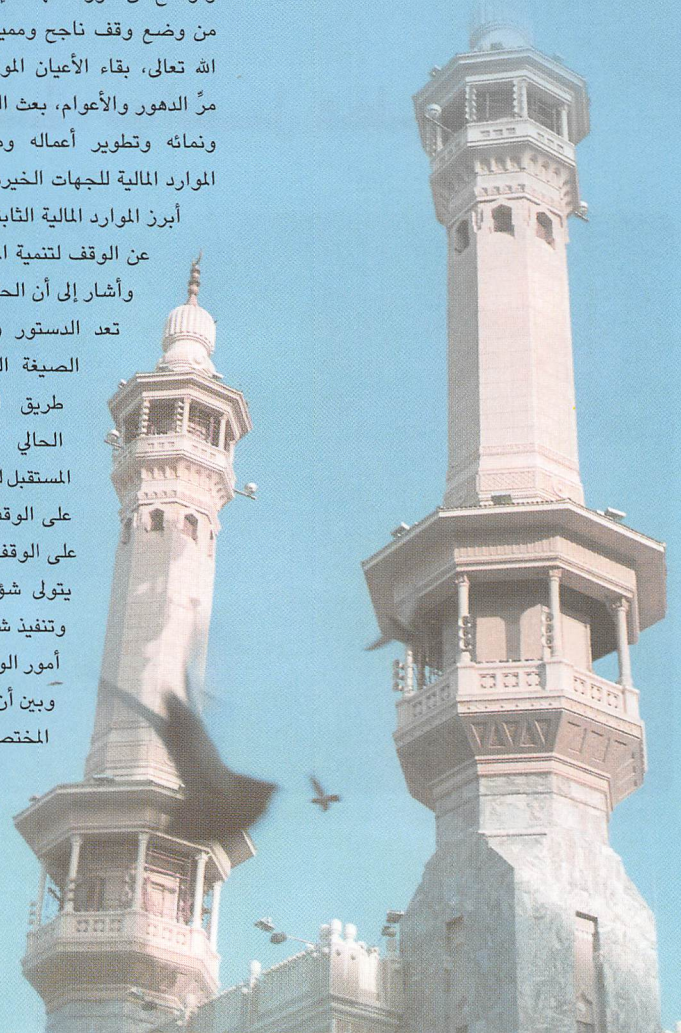 من وضع وقف ناجح ومميز
الله تعالى، بقاء الأعيان المو
مرِّ الدهور والأعوام، بعث ال
ونمائه وتطوير أعماله وم
الموارد المالية للجهات الخير
أبرز الموارد المالية الثاب
عن الوقف لتنمية ا
وأشار إلى أن الح
تعد الدستور و
الصيغة ال
طريق
الحالي
المستقبل ل
على الوقف
على الوقف
يتولى شؤ
وتنفيذ ش
أمور الو
وبين أن
المختص